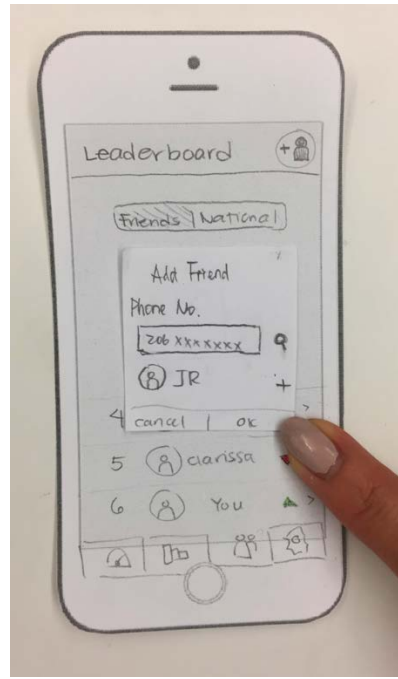 Leaderboard +
Friends | National
Add Friend
Phone No.
206 xxxxxxx
JR +
4
cancel | OK
5 clarissa
6 You >